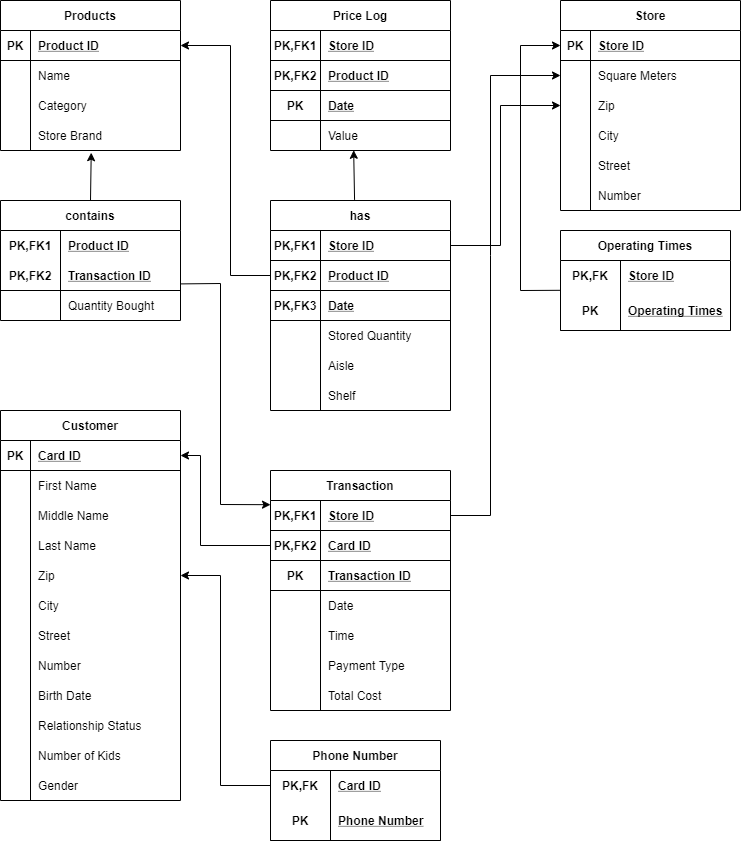 Products
PK Product ID
Name
Category
Store Brand
Price Log
PK,FK1 Store ID
PK,FK2 Product ID
PK Date
Value
Store
PK Store ID
Square Meters
Zip
City
Street
Number
contains
PK,FK1 Product ID
PK,FK2 Transaction ID
Quantity Bought
has
PK,FK1 Store ID
PK,FK2 Product ID
PK,FK3 Date
Stored Quantity
Aisle
Shelf
Operating Times
PK,FK Store ID
PK Operating Times
Customer
PK Card ID
First Name
Middle Name
Last Name
Zip
City
Street
Number
Birth Date
Relationship Status
Number of Kids
Gender
Transaction
PK,FK1 Store ID
PK,FK2 Card ID
PK Transaction ID
Date
Time
Payment Type
Total Cost
Phone Number
PK,FK Card ID
PK Phone Number